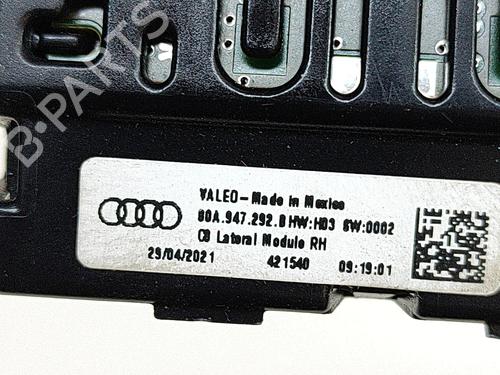 B-PARTS
VALEO-Made in Mexico
80A.947.292.B HW:H03 SW:0002
C8 Lateral Module RH
29/04/2021 421540 09:19:01